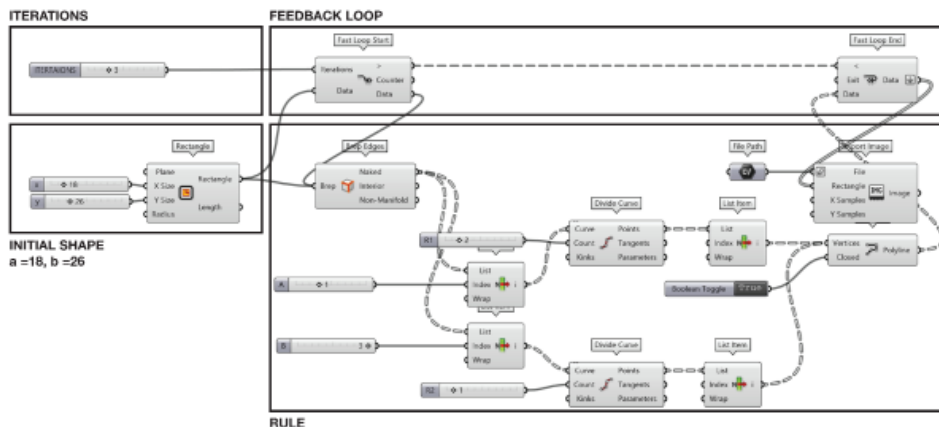 ITERATIONS
FEEDBACK LOOP
Fast Loop Start
Fast Loop End
ITERTAIONS 3
Iterations
Data
>
Counter
Data
<
Exit
Data
Data
Rectangle
Brep Edges
File Path
Import Image
Plane
X Size
Y Size
Radius
Rectangle
Length
x 18
y 26
Brep
Naked
Interior
Non-Manifold
File
Rectangle
X Samples
Y Samples
IMG
Image
INITIAL SHAPE
a =18, b =26
Divide Curve
List Item
R1 2
Curve
Count
Kinks
Points
Tangents
Parameters
List
Index
Wrap
i
Vertices
Closed
Polyline
A 1
List
Index
Wrap
i
Boolean Toggle True
B 3
List
Index
Wrap
i
Divide Curve
List Item
R2 1
Curve
Count
Kinks
Points
Tangents
Parameters
List
Index
Wrap
i
RULE